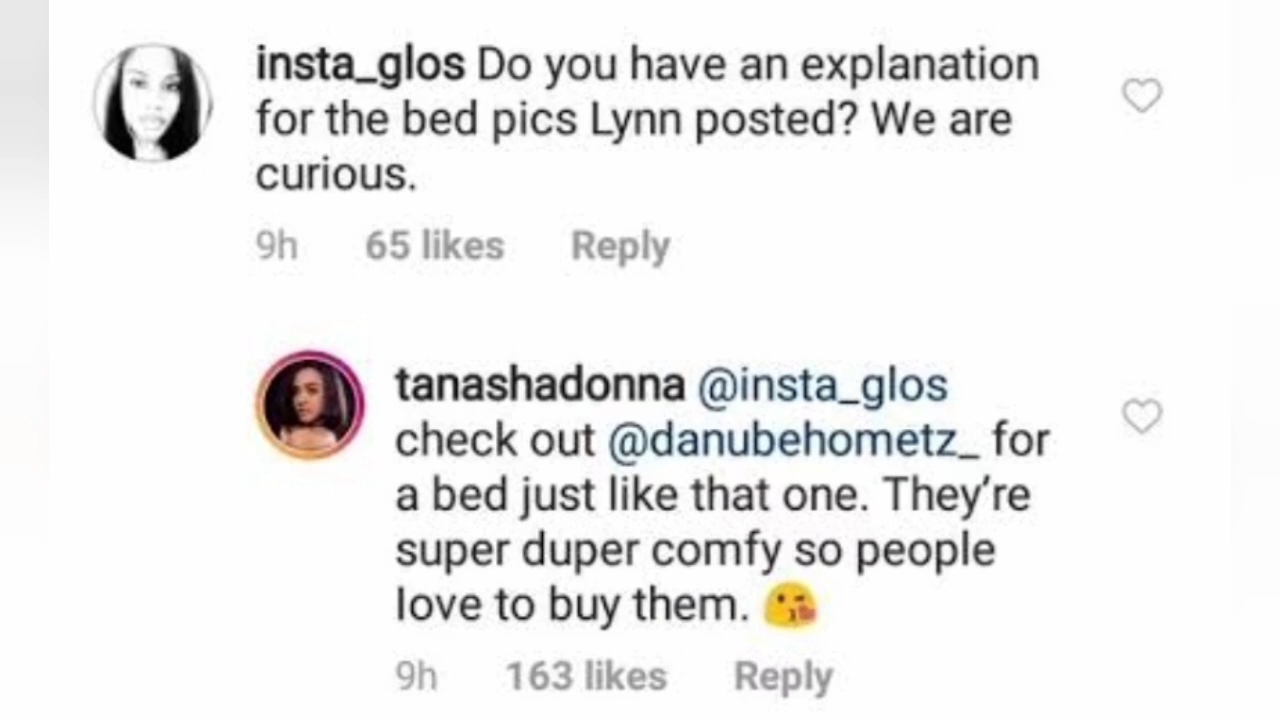 insta_glos Do you have an explanation
for the bed pics Lynn posted? We are
curious.
9h 65 likes Reply
tanashadonna @insta_glos
check out @danubehometz_ for
a bed just like that one. They’re
super duper comfy so people
love to buy them. 😘
9h 163 likes Reply